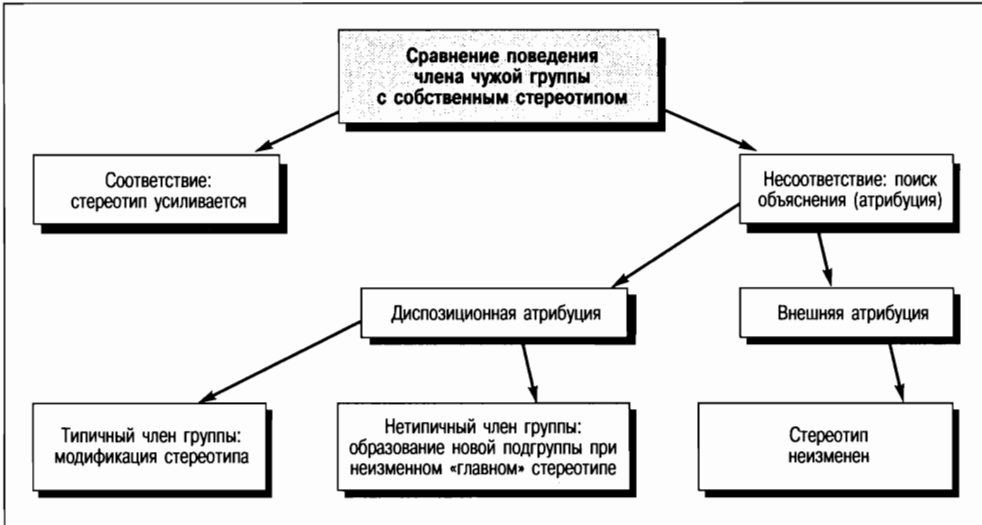 Сравнение поведения
члена чужой группы
с собственным стереотипом
Соответствие:
стереотип усиливается
Несоответствие: поиск
объяснения (атрибуция)
Диспозиционная атрибуция
Внешняя атрибуция
Типичный член группы:
модификация стереотипа
Нетипичный член группы:
образование новой подгруппы при
неизменном «главном» стереотипе
Стереотип
неизменен